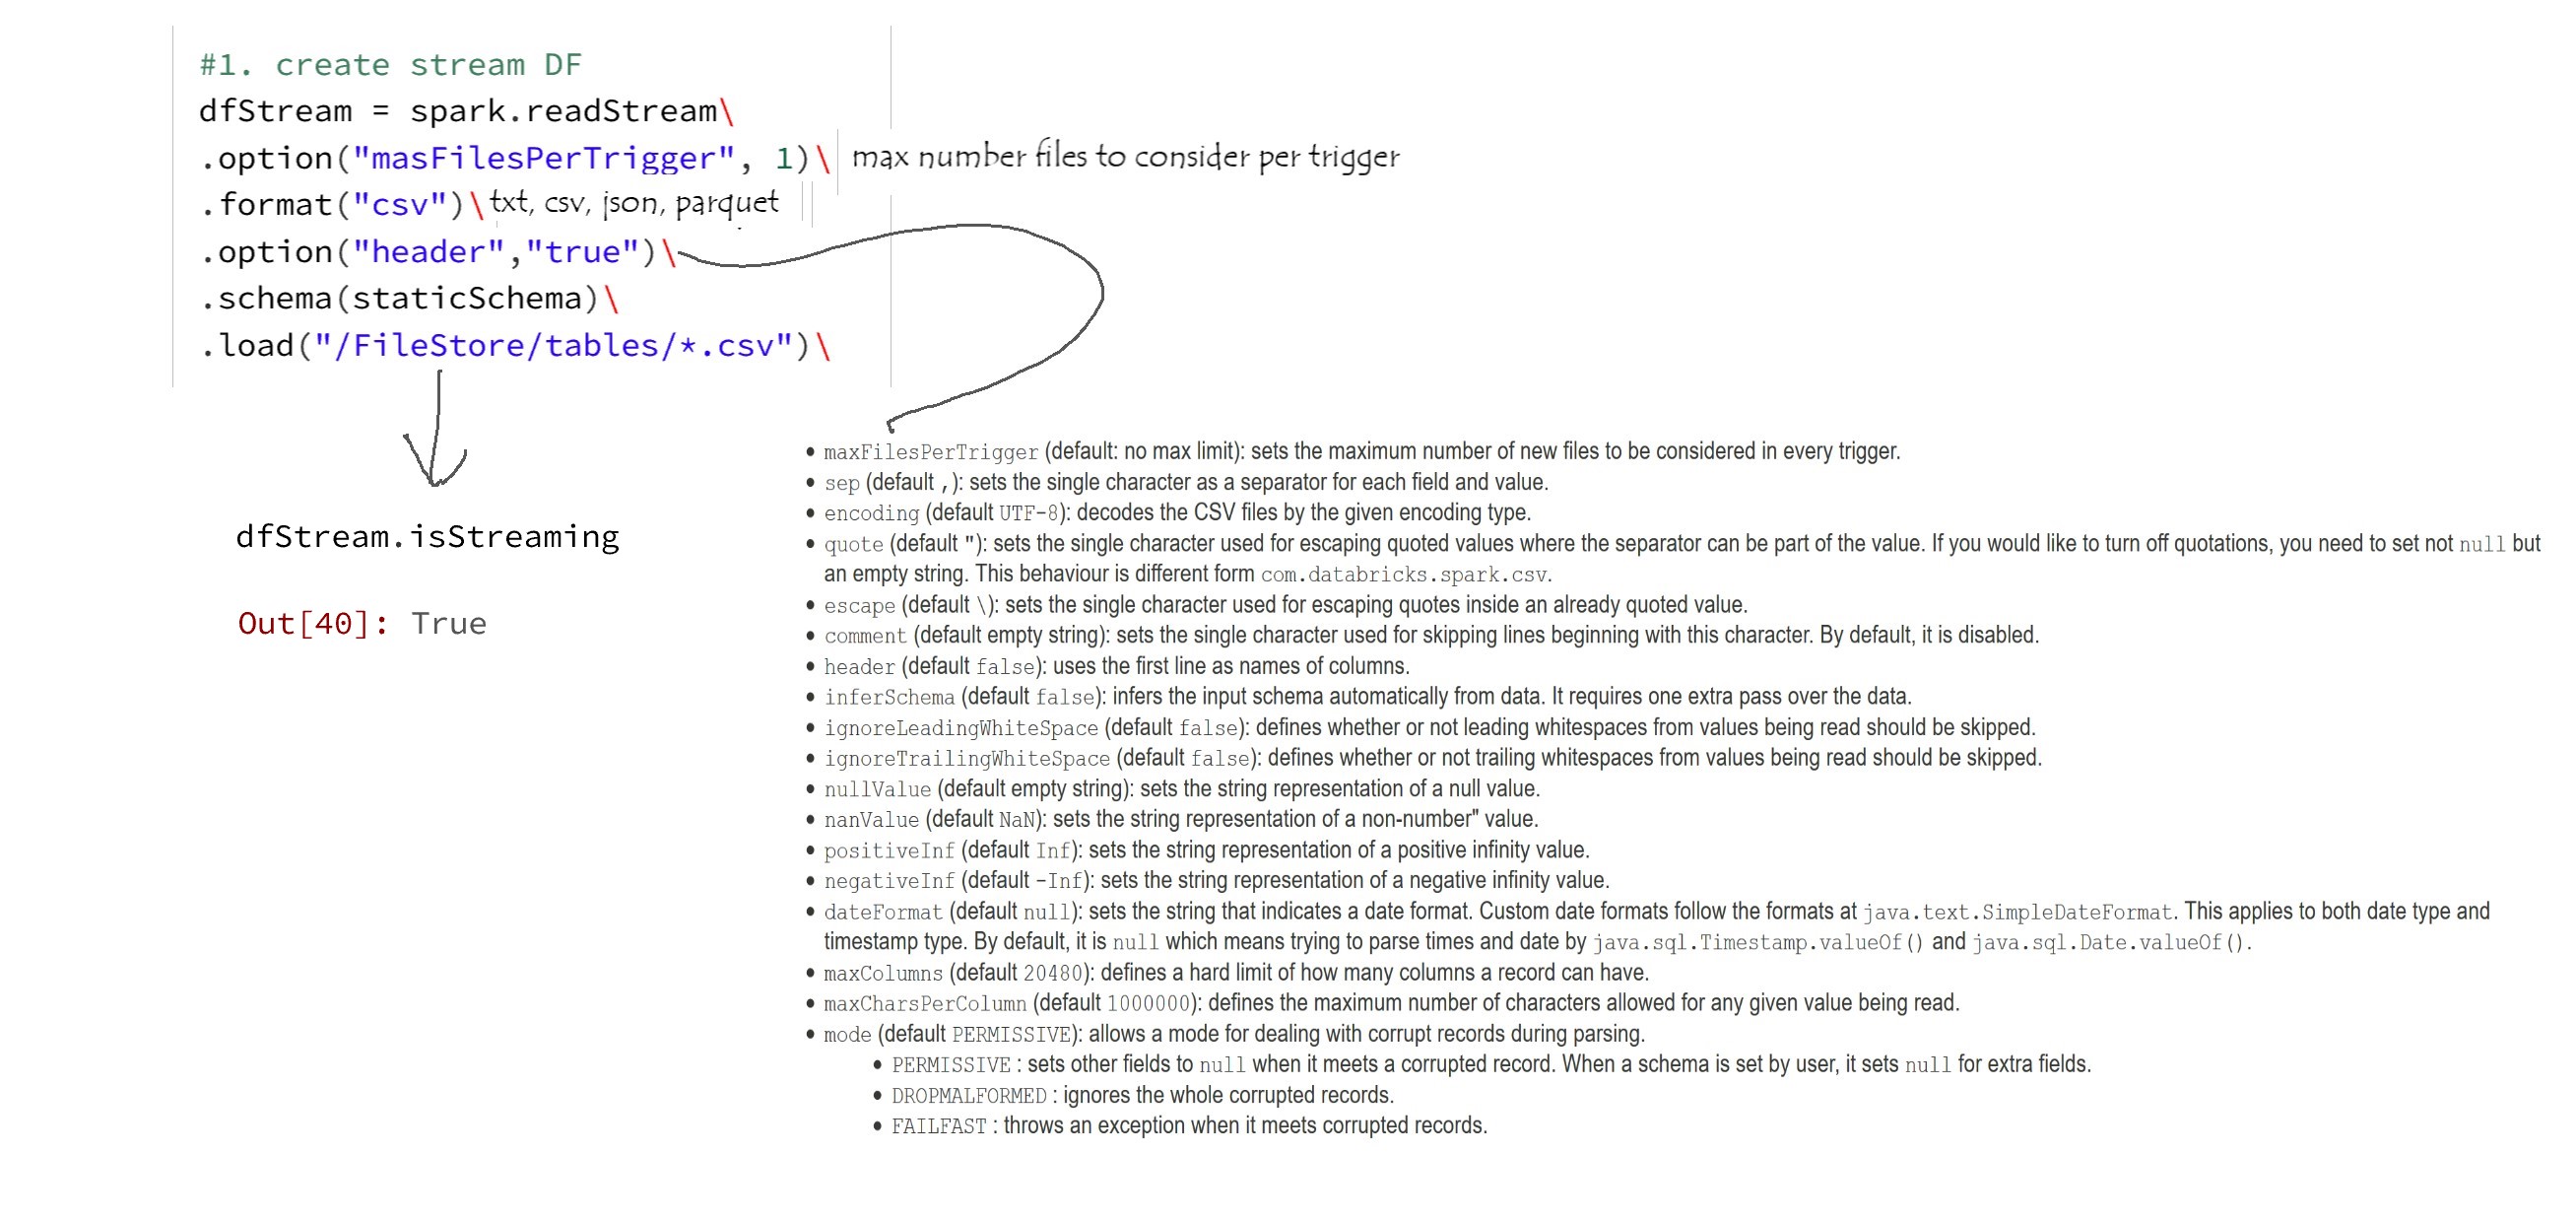 #1. create stream DF
dfStream = spark.readStream\
.option("masFilesPerTrigger", 1)\ max number files to consider per trigger
.format("csv")\ txt, csv, json, parquet
.option("header","true")\
.schema(staticSchema)\
.load("/FileStore/tables/*.csv")\
dfStream.isStreaming
Out[40]: True
• maxFilesPerTrigger (default: no max limit): sets the maximum number of new files to be considered in every trigger.
• sep (default ,): sets the single character as a separator for each field and value.
• encoding (default UTF-8): decodes the CSV files by the given encoding type.
• quote (default "): sets the single character used for escaping quoted values where the separator can be part of the value. If you would like to turn off quotations, you need to set not null but
an empty string. This behaviour is different form com.databricks.spark.csv.
• escape (default \): sets the single character used for escaping quotes inside an already quoted value.
• comment (default empty string): sets the single character used for skipping lines beginning with this character. By default, it is disabled.
• header (default false): uses the first line as names of columns.
• inferSchema (default false): infers the input schema automatically from data. It requires one extra pass over the data.
• ignoreLeadingWhiteSpace (default false): defines whether or not leading whitespaces from values being read should be skipped.
• ignoreTrailingWhiteSpace (default false): defines whether or not trailing whitespaces from values being read should be skipped.
• nullValue (default empty string): sets the string representation of a null value.
• nanValue (default NaN): sets the string representation of a non-number" value.
• positiveInf (default Inf): sets the string representation of a positive infinity value.
• negativeInf (default -Inf): sets the string representation of a negative infinity value.
• dateFormat (default null): sets the string that indicates a date format. Custom date formats follow the formats at java.text.SimpleDateFormat. This applies to both date type and
timestamp type. By default, it is null which means trying to parse times and date by java.sql.Timestamp.valueOf() and java.sql.Date.valueOf().
• maxColumns (default 20480): defines a hard limit of how many columns a record can have.
• maxCharsPerColumn (default 1000000): defines the maximum number of characters allowed for any given value being read.
• mode (default PERMISSIVE): allows a mode for dealing with corrupt records during parsing.
• PERMISSIVE : sets other fields to null when it meets a corrupted record. When a schema is set by user, it sets null for extra fields.
• DROPMALFORMED : ignores the whole corrupted records.
• FAILFAST : throws an exception when it meets corrupted records.